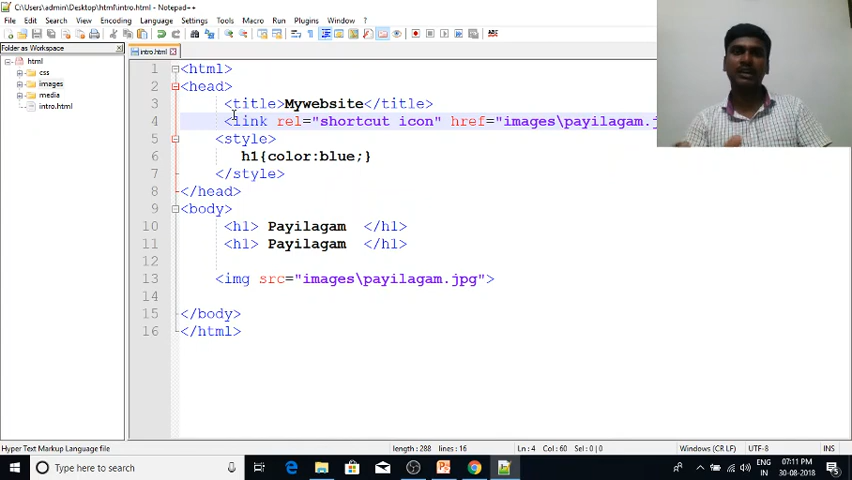 C:\Users\admin\Desktop\html\intro.html - Notepad++
File Edit Search View Encoding Language Settings Tools Macro Run Plugins Window ?
Folder as Workspace
intro.html
html
css
images
media
intro.html
1 <html>
2 <head>
3 <title>Mywebsite</title>
4 <link rel="shortcut icon" href="images\payilagam.j
5 <style>
6 h1{color:blue;}
7 </style>
8 </head>
9 <body>
10 <h1> Payilagam </h1>
11 <h1> Payilagam </h1>
12
13 <img src="images\payilagam.jpg">
14
15 </body>
16 </html>
Hyper Text Markup Language file length : 288 lines : 16 Ln : 4 Col : 60 Sel : 0 | 0 Windows (CR LF) UTF-8 INS
Type here to search
ENG 07:11 PM
IN 30-08-2018